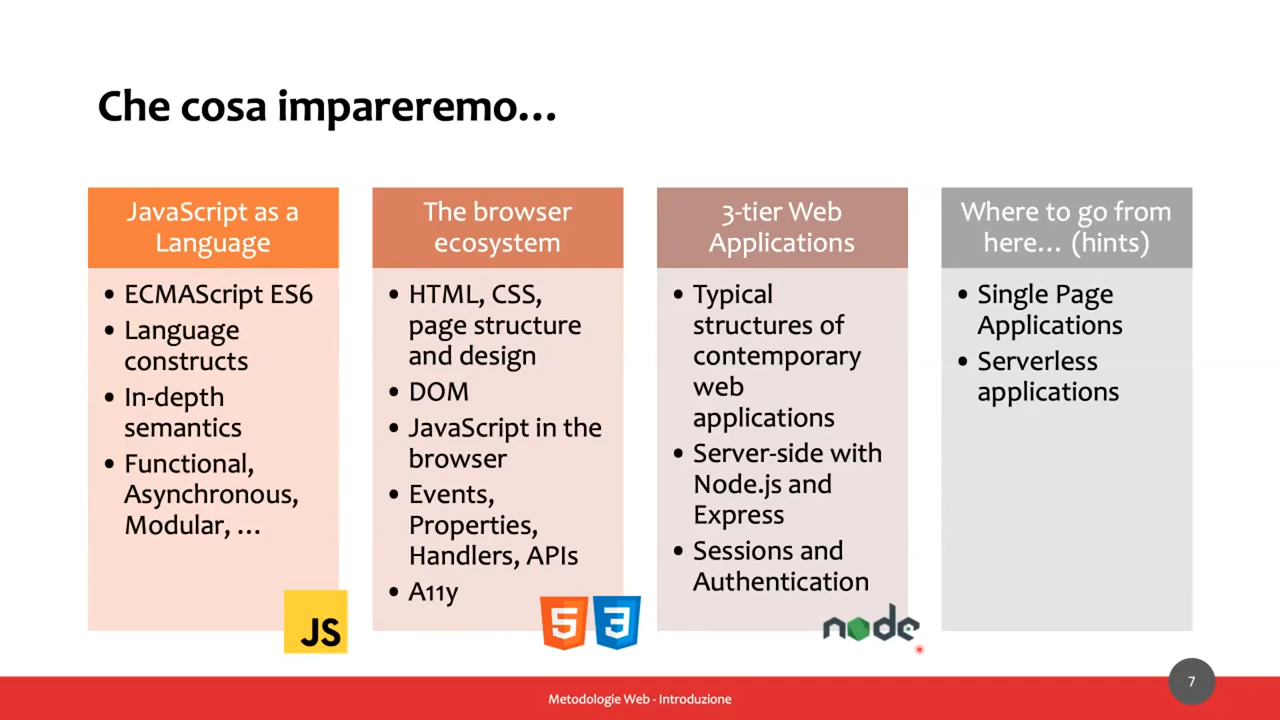 Che cosa impareremo...
JavaScript as a
Language
• ECMAScript ES6
• Language
constructs
• In-depth
semantics
• Functional,
Asynchronous,
Modular, ...
JS
The browser
ecosystem
• HTML, CSS,
page structure
and design
• DOM
• JavaScript in the
browser
• Events,
Properties,
Handlers, APIs
• A11y
5
3
3-tier Web
Applications
• Typical
structures of
contemporary
web
applications
• Server-side with
Node.js and
Express
• Sessions and
Authentication
node
Where to go from
here... (hints)
• Single Page
Applications
• Serverless
applications
Metodologie Web - Introduzione
7